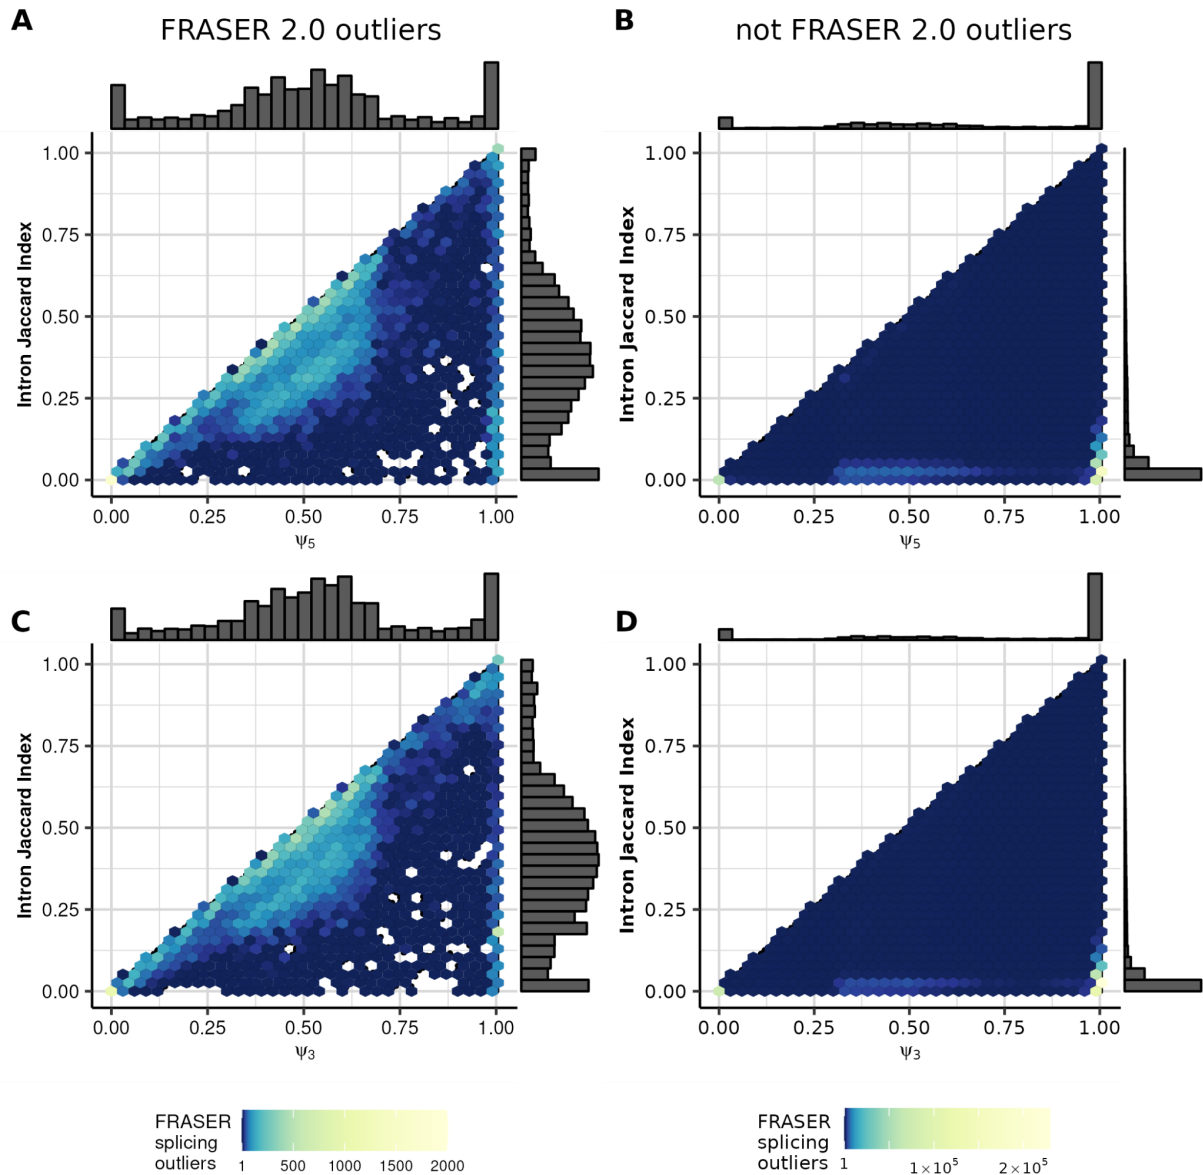 A
FRASER 2.0 outliers
B
not FRASER 2.0 outliers
Intron Jaccard Index
1.00
0.75
0.50
0.25
0.00
0.00 0.25 0.50 0.75 1.00
ψ5
Intron Jaccard Index
1.00
0.75
0.50
0.25
0.00
0.00 0.25 0.50 0.75 1.00
ψ5
C
Intron Jaccard Index
1.00
0.75
0.50
0.25
0.00
0.00 0.25 0.50 0.75 1.00
ψ3
D
Intron Jaccard Index
1.00
0.75
0.50
0.25
0.00
0.00 0.25 0.50 0.75 1.00
ψ3
FRASER
splicing
outliers
1 500 1000 1500 2000
FRASER
splicing
outliers
1 1×10⁵ 2×10⁵